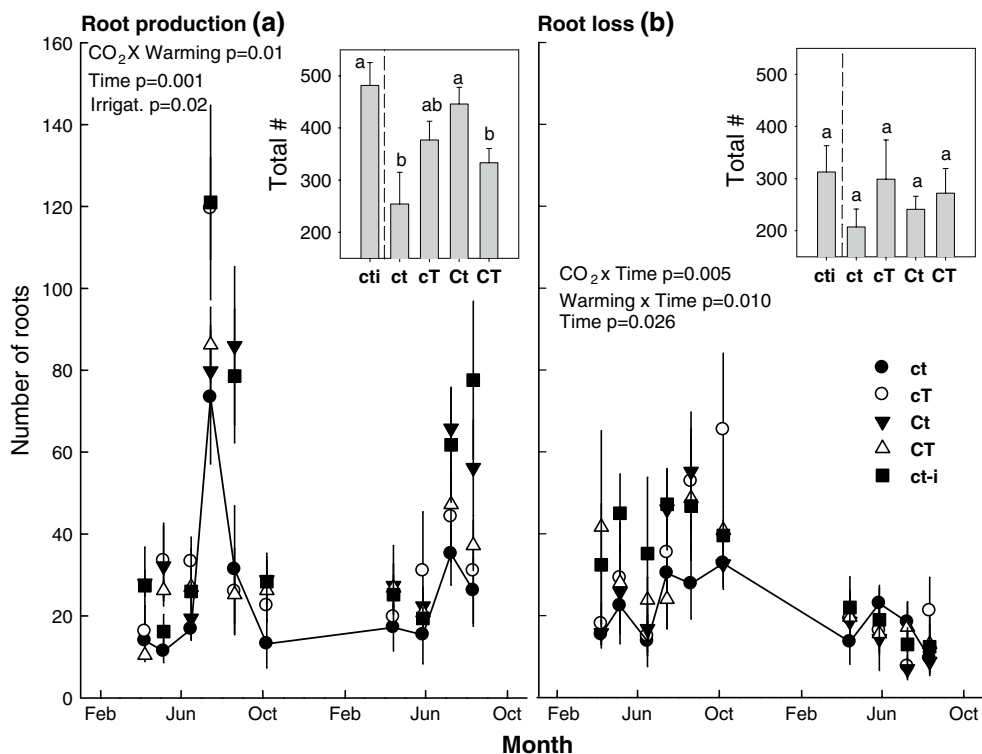 Root production (a)
Root loss (b)
160
140
120
100
80
60
40
20
0
Number of roots
CO2X Warming p=0.01
Time p=0.001
Irrigat. p=0.02
500
400
300
200
Total #
a
b
ab
a
b
cti ct cT Ct CT
500
400
300
200
Total #
a
a
a
a
a
cti ct cT Ct CT
CO2 x Time p=0.005
Warming x Time p=0.010
Time p=0.026
ct
cT
Ct
CT
ct-i
Feb Jun Oct Feb Jun Oct
Feb Jun Oct Feb Jun Oct
Month